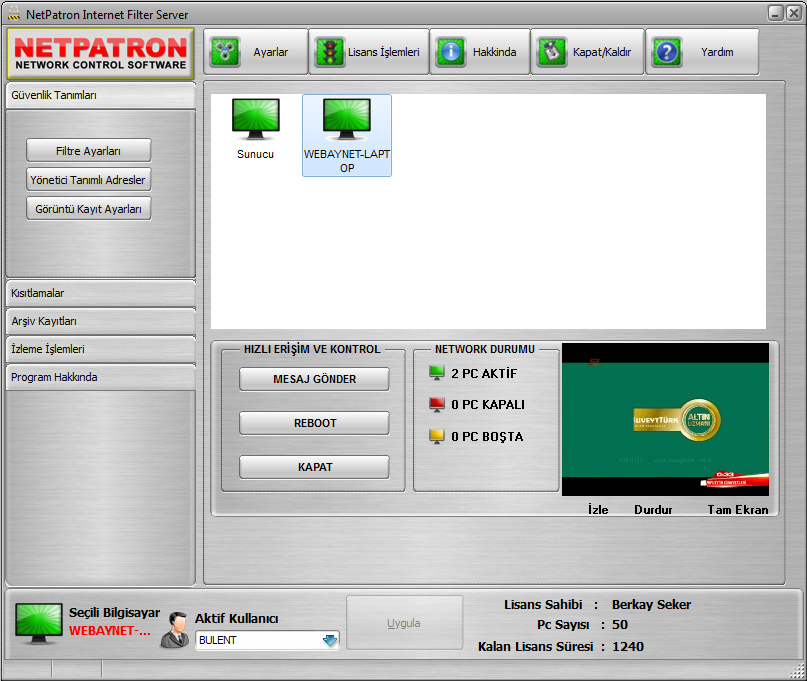 NetPatron Internet Filter Server
NETPATRON
NETWORK CONTROL SOFTWARE
Ayarlar
Lisans İşlemleri
Hakkında
Kapat/Kaldır
Yardım
Güvenlik Tanımları
Filtre Ayarları
Yönetici Tanımlı Adresler
Görüntü Kayıt Ayarları
Kısıtlamalar
Arşiv Kayıtları
İzleme İşlemleri
Program Hakkında
Sunucu
WEBAYNET-LAPT
OP
HIZLI ERİŞİM VE KONTROL
MESAJ GÖNDER
REBOOT
KAPAT
NETWORK DURUMU
2 PC AKTİF
0 PC KAPALI
0 PC BOŞTA
ALTIN
UZMANI
0:33
İzle
Durdur
Tam Ekran
Seçili Bilgisayar
WEBAYNET-...
Aktif Kullanıcı
BULENT
Uygula
Lisans Sahibi : Berkay Seker
Pc Sayısı : 50
Kalan Lisans Süresi : 1240